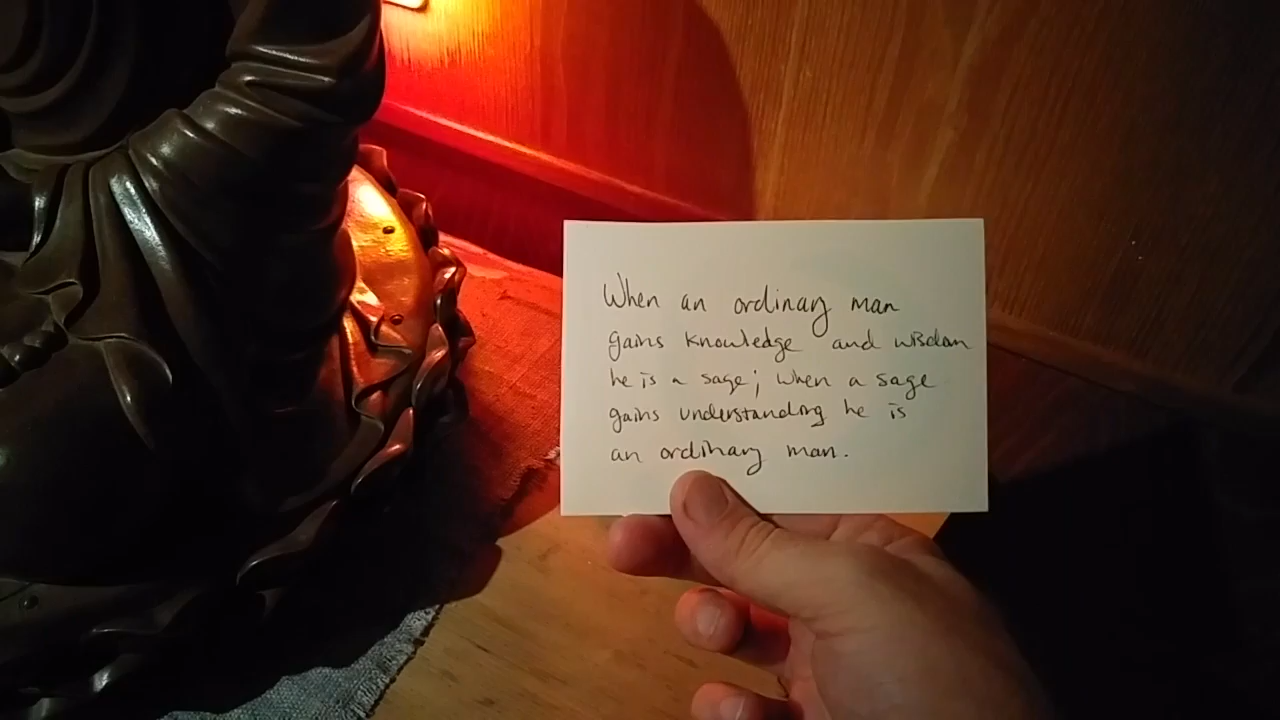 When an ordinary man
gains knowledge and wisdom
he is a sage; when a sage
gains understanding he is
an ordinary man.